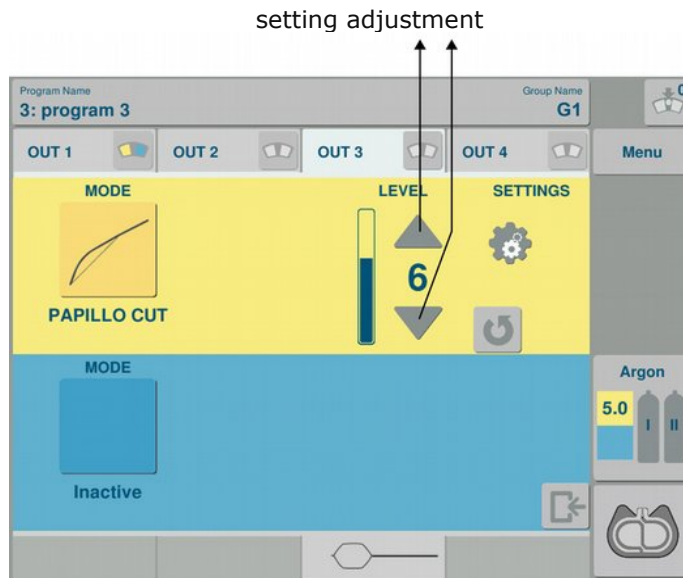 setting adjustment
Program Name
Group Name
3: program 3
G1
0
OUT 1
OUT 2
OUT 3
OUT 4
Menu
MODE
LEVEL
SETTINGS
6
PAPILLO CUT
MODE
Inactive
Argon
5.0
I
II